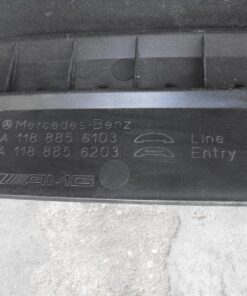 Mercedes-Benz
A 118 885 6103 Line
A 118 885 6203 Entry
AMG